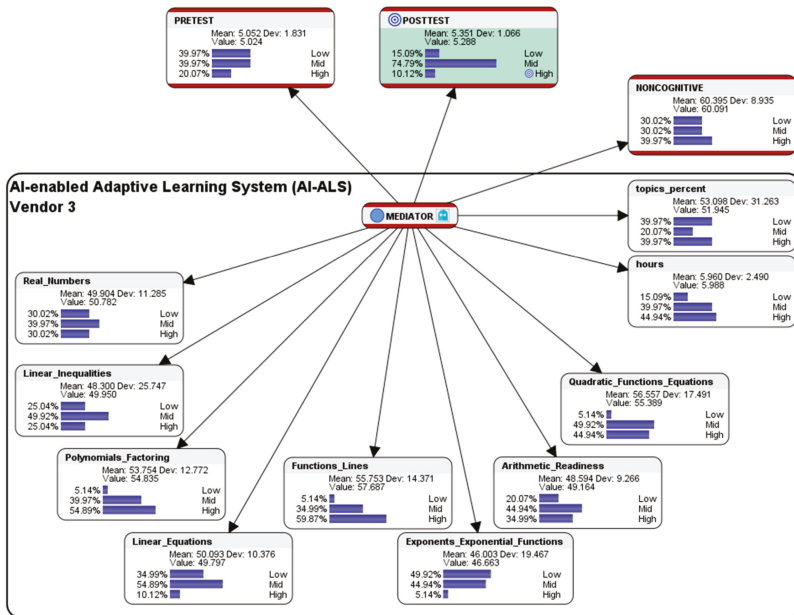 PRETEST
Mean: 5.052 Dev: 1.831
Value: 5.024
39.97% Low
39.97% Mid
20.07% High
POSTTEST
Mean: 5.351 Dev: 1.066
Value: 5.288
15.09% Low
74.79% Mid
10.12% High
NONCOGNITIVE
Mean: 60.395 Dev: 8.935
Value: 60.091
30.02% Low
30.02% Mid
39.97% High
AI-enabled Adaptive Learning System (AI-ALS)
Vendor 3
MEDIATOR
topics_percent
Mean: 53.098 Dev: 31.263
Value: 51.945
39.97% Low
20.07% Mid
39.97% High
hours
Mean: 5.960 Dev: 2.490
Value: 5.988
15.09% Low
39.97% Mid
44.94% High
Real_Numbers
Mean: 49.904 Dev: 11.285
Value: 50.782
30.02% Low
39.97% Mid
30.02% High
Linear_Inequalities
Mean: 48.300 Dev: 25.747
Value: 49.950
25.04% Low
49.92% Mid
25.04% High
Quadratic_Functions_Equations
Mean: 56.557 Dev: 17.491
Value: 55.389
5.14% Low
49.92% Mid
44.94% High
Polynomials_Factoring
Mean: 53.754 Dev: 12.772
Value: 54.835
5.14% Low
39.97% Mid
54.89% High
Functions_Lines
Mean: 55.753 Dev: 14.371
Value: 57.687
5.14% Low
34.99% Mid
59.87% High
Arithmetic_Readiness
Mean: 48.594 Dev: 9.266
Value: 49.164
20.07% Low
44.94% Mid
34.99% High
Linear_Equations
Mean: 50.093 Dev: 10.376
Value: 49.797
34.99% Low
54.89% Mid
10.12% High
Exponents_Exponential_Functions
Mean: 46.003 Dev: 19.467
Value: 46.663
49.92% Low
44.94% Mid
5.14% High